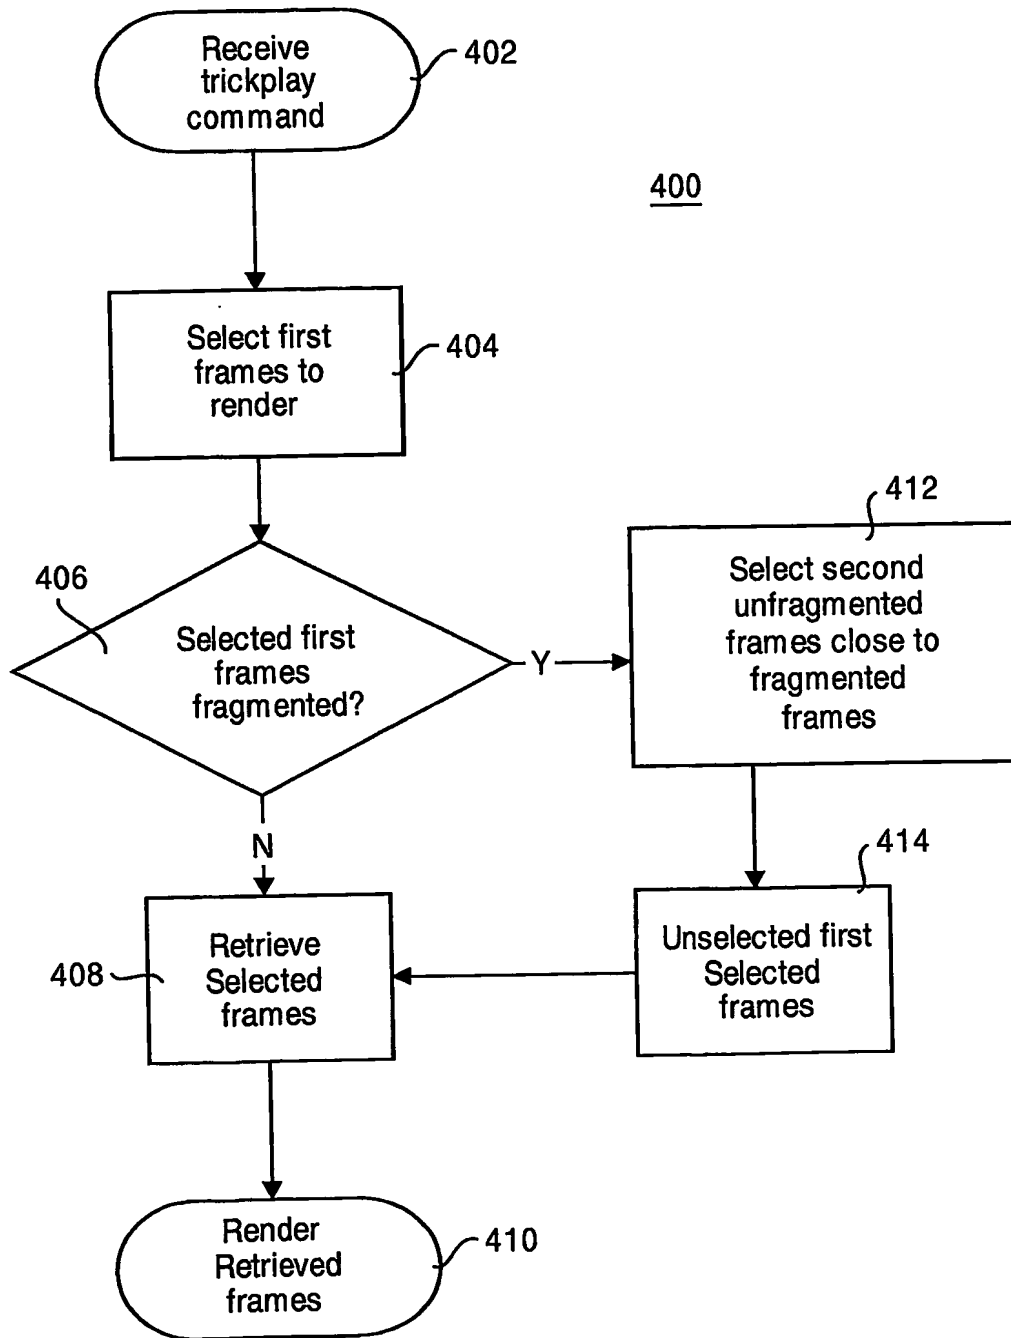 Receive
trickplay
command
402
400
Select first
frames to
render
404
412
406
Selected first
frames
fragmented?
Y
Select second
unfragmented
frames close to
fragmented
frames
N
414
408
Retrieve
Selected
frames
Unselected first
Selected
frames
Render
Retrieved
frames
410